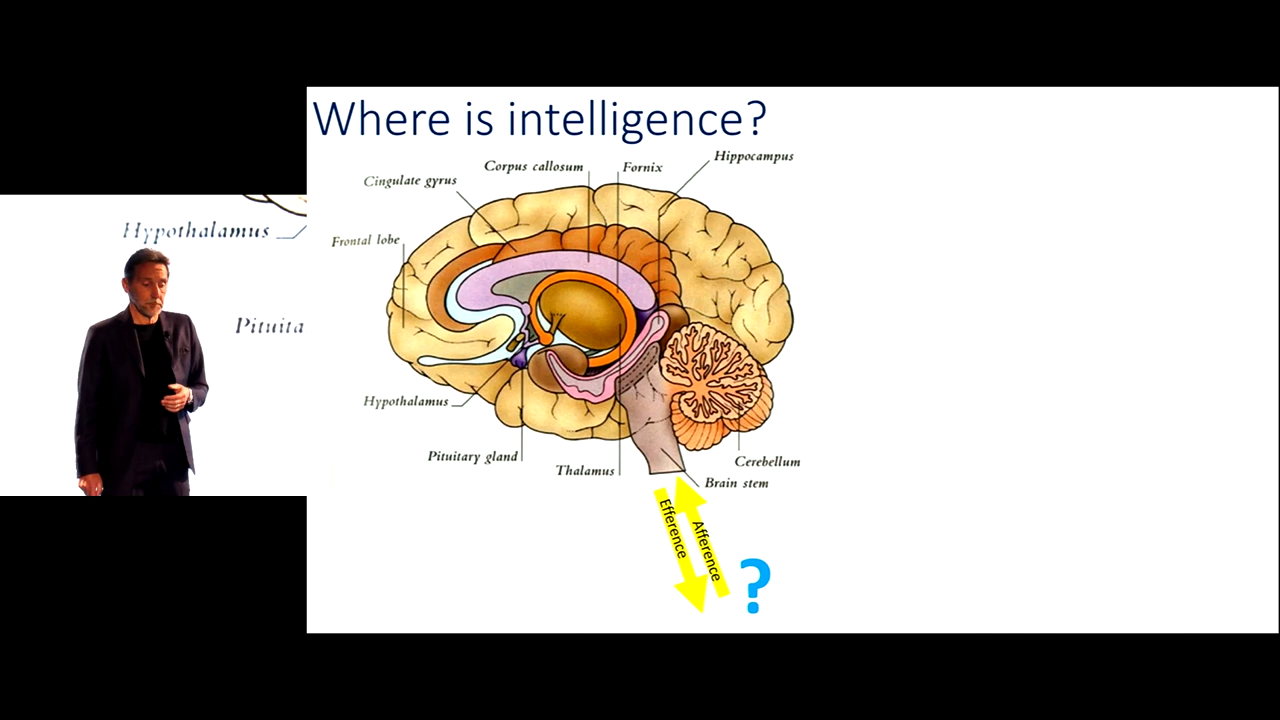 Where is intelligence?
Hippocampus
Corpus callosum
Fornix
Cingulate gyrus
Frontal lobe
Hypothalamus
Pituitary gland
Thalamus
Cerebellum
Brain stem
Efference
Afference
?
Hypothalamus
Pituita